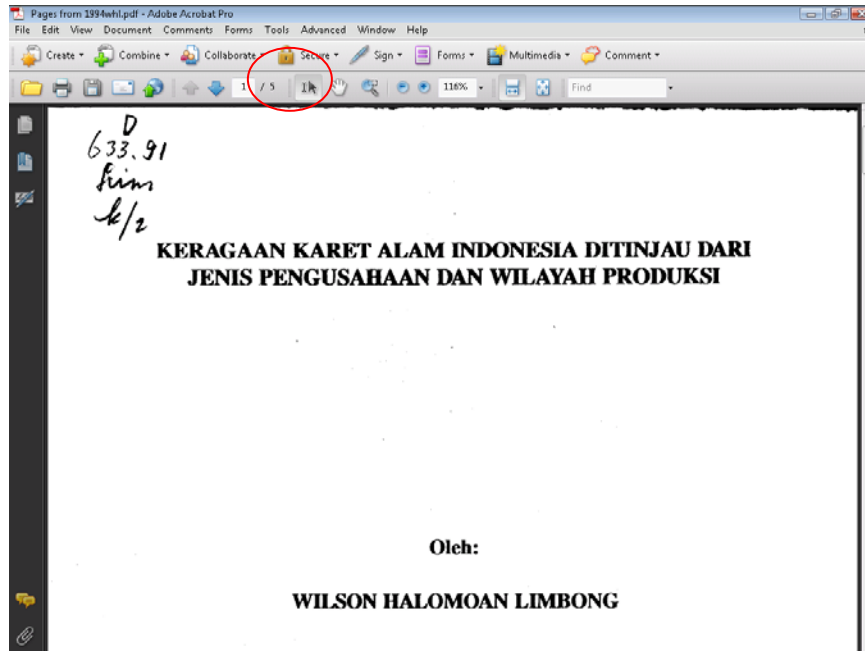 Pages from 1994whl.pdf - Adobe Acrobat Pro
File Edit View Document Comments Forms Tools Advanced Window Help
Create Combine Collaborate Secure Sign Forms Multimedia Comment
1 / 5 116% Find
D
633.91
k/2
KERAGAAN KARET ALAM INDONESIA DITINJAU DARI
JENIS PENGUSAHAAN DAN WILAYAH PRODUKSI
Oleh:
WILSON HALOMOAN LIMBONG